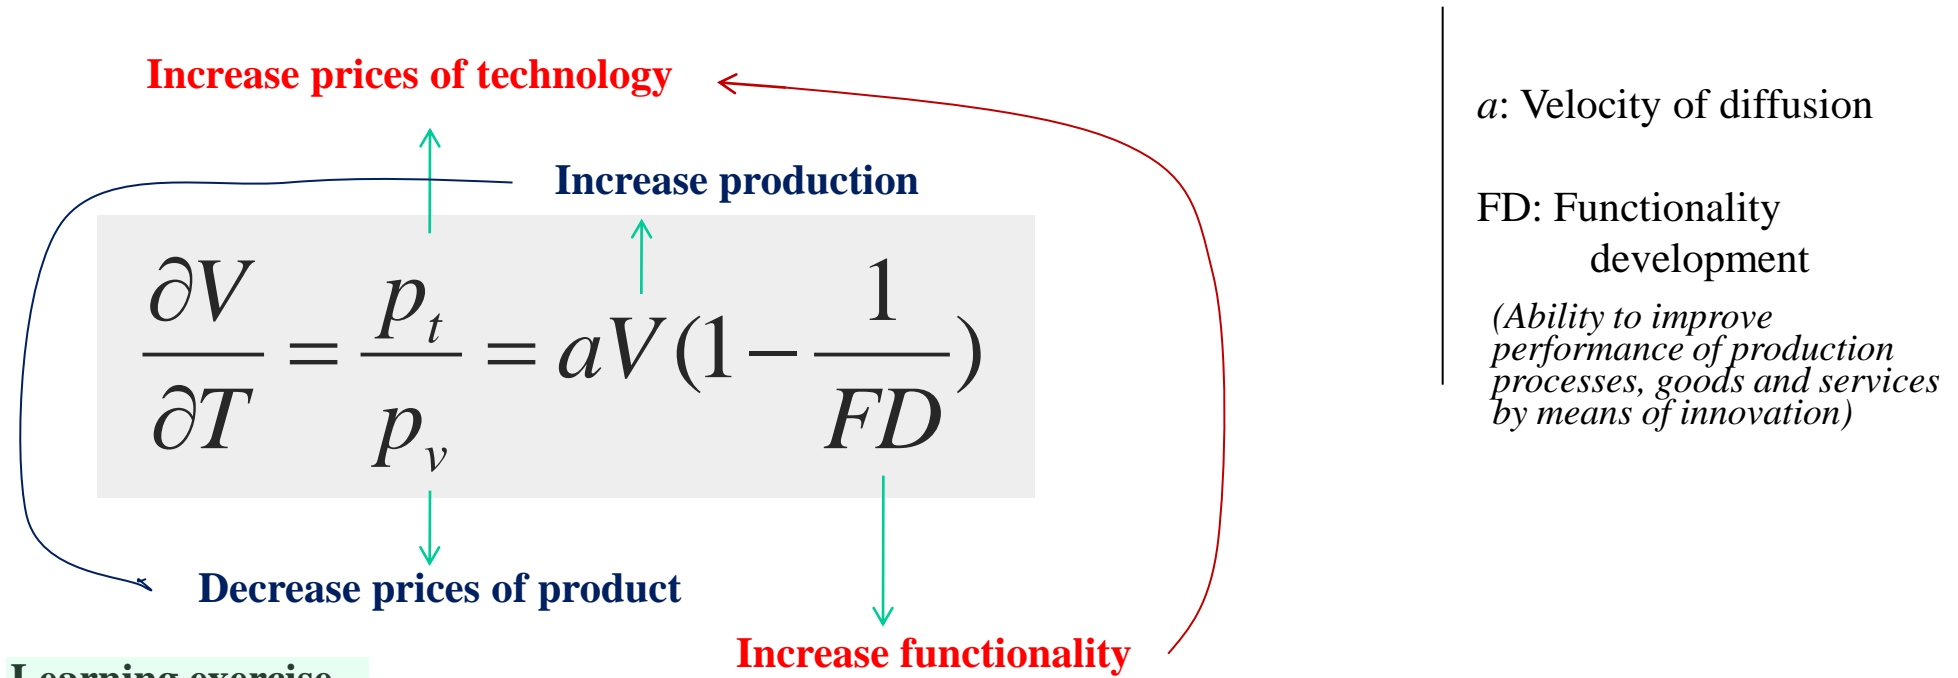 Increase prices of technology
Increase production
∂V/∂T = p_t/p_v = aV(1 − 1/FD)
Decrease prices of product
Increase functionality
Learning exercise
a: Velocity of diffusion
FD: Functionality
development
(Ability to improve
performance of production
processes, goods and services
by means of innovation)